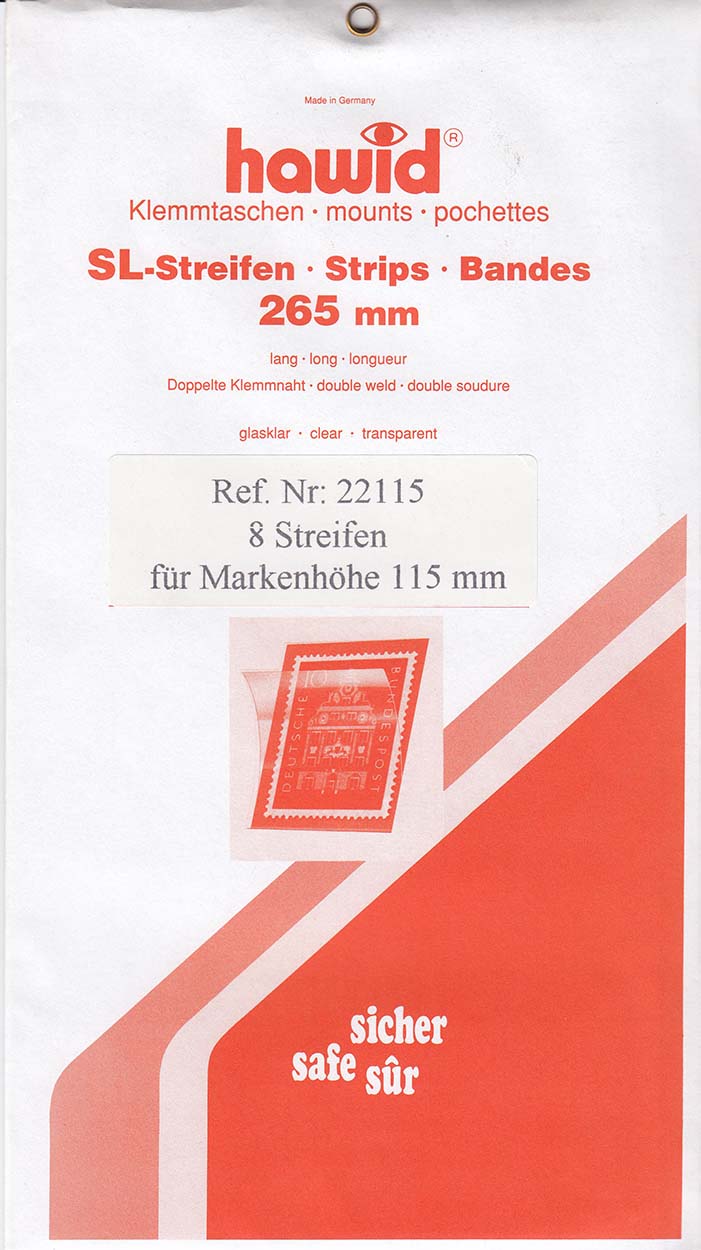 Made in Germany
hawid®
Klemmtaschen · mounts · pochettes
SL-Streifen · Strips · Bandes
265 mm
lang · long · longueur
Doppelte Klemmnaht · double weld · double soudure
glasklar · clear · transparent
Ref. Nr: 22115
8 Streifen
für Markenhöhe 115 mm
10
DEUTSCHE
BUNDESPOST
sicher
safe sûr